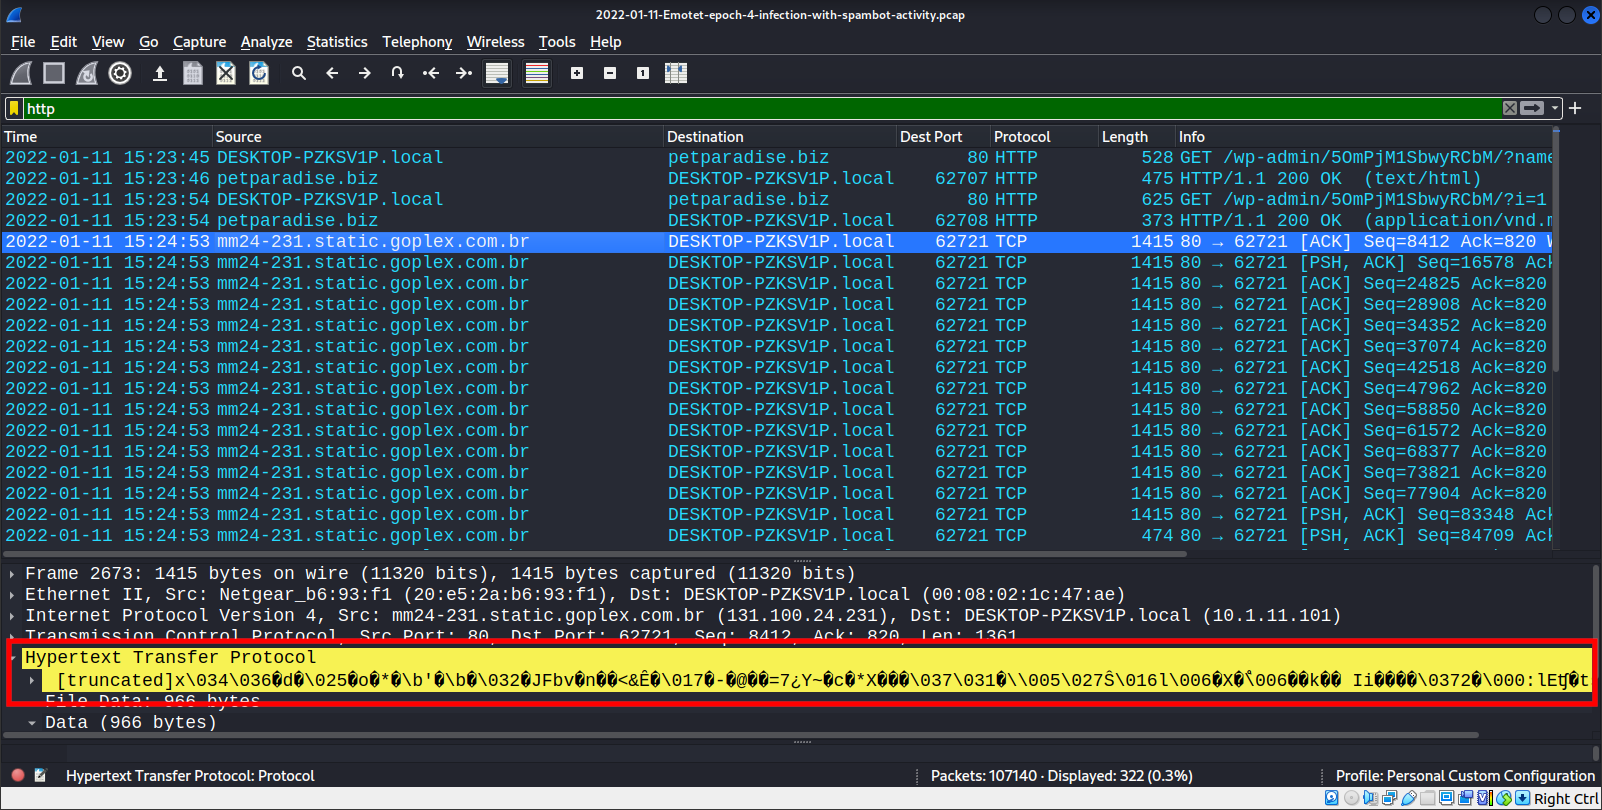 2022-01-11-Emotet-epoch-4-infection-with-spambot-activity.pcap
File Edit View Go Capture Analyze Statistics Telephony Wireless Tools Help
http
Time Source Destination Dest Port Protocol Length Info
2022-01-11 15:23:45 DESKTOP-PZKSV1P.local petparadise.biz 80 HTTP 528 GET /wp-admin/5OmPjM1SbwyRCbM/?name
2022-01-11 15:23:46 petparadise.biz DESKTOP-PZKSV1P.local 62707 HTTP 475 HTTP/1.1 200 OK (text/html)
2022-01-11 15:23:54 DESKTOP-PZKSV1P.local petparadise.biz 80 HTTP 625 GET /wp-admin/5OmPjM1SbwyRCbM/?i=1
2022-01-11 15:23:54 petparadise.biz DESKTOP-PZKSV1P.local 62708 HTTP 373 HTTP/1.1 200 OK (application/vnd.m
2022-01-11 15:24:53 mm24-231.static.goplex.com.br DESKTOP-PZKSV1P.local 62721 TCP 1415 80 → 62721 [ACK] Seq=8412 Ack=820 W
2022-01-11 15:24:53 mm24-231.static.goplex.com.br DESKTOP-PZKSV1P.local 62721 TCP 1415 80 → 62721 [PSH, ACK] Seq=16578 Ack
2022-01-11 15:24:53 mm24-231.static.goplex.com.br DESKTOP-PZKSV1P.local 62721 TCP 1415 80 → 62721 [ACK] Seq=24825 Ack=820
2022-01-11 15:24:53 mm24-231.static.goplex.com.br DESKTOP-PZKSV1P.local 62721 TCP 1415 80 → 62721 [ACK] Seq=28908 Ack=820
2022-01-11 15:24:53 mm24-231.static.goplex.com.br DESKTOP-PZKSV1P.local 62721 TCP 1415 80 → 62721 [ACK] Seq=34352 Ack=820
2022-01-11 15:24:53 mm24-231.static.goplex.com.br DESKTOP-PZKSV1P.local 62721 TCP 1415 80 → 62721 [ACK] Seq=37074 Ack=820
2022-01-11 15:24:53 mm24-231.static.goplex.com.br DESKTOP-PZKSV1P.local 62721 TCP 1415 80 → 62721 [ACK] Seq=42518 Ack=820
2022-01-11 15:24:53 mm24-231.static.goplex.com.br DESKTOP-PZKSV1P.local 62721 TCP 1415 80 → 62721 [ACK] Seq=47962 Ack=820
2022-01-11 15:24:53 mm24-231.static.goplex.com.br DESKTOP-PZKSV1P.local 62721 TCP 1415 80 → 62721 [ACK] Seq=58850 Ack=820
2022-01-11 15:24:53 mm24-231.static.goplex.com.br DESKTOP-PZKSV1P.local 62721 TCP 1415 80 → 62721 [ACK] Seq=61572 Ack=820
2022-01-11 15:24:53 mm24-231.static.goplex.com.br DESKTOP-PZKSV1P.local 62721 TCP 1415 80 → 62721 [ACK] Seq=68377 Ack=820
2022-01-11 15:24:53 mm24-231.static.goplex.com.br DESKTOP-PZKSV1P.local 62721 TCP 1415 80 → 62721 [ACK] Seq=73821 Ack=820
2022-01-11 15:24:53 mm24-231.static.goplex.com.br DESKTOP-PZKSV1P.local 62721 TCP 1415 80 → 62721 [ACK] Seq=77904 Ack=820
2022-01-11 15:24:53 mm24-231.static.goplex.com.br DESKTOP-PZKSV1P.local 62721 TCP 1415 80 → 62721 [PSH, ACK] Seq=83348 Ack
2022-01-11 15:24:53 mm24-231.static.goplex.com.br DESKTOP-PZKSV1P.local 62721 TCP 474 80 → 62721 [PSH, ACK] Seq=84709 Ack
Frame 2673: 1415 bytes on wire (11320 bits), 1415 bytes captured (11320 bits)
Ethernet II, Src: Netgear_b6:93:f1 (20:e5:2a:b6:93:f1), Dst: DESKTOP-PZKSV1P.local (00:08:02:1c:47:ae)
Internet Protocol Version 4, Src: mm24-231.static.goplex.com.br (131.100.24.231), Dst: DESKTOP-PZKSV1P.local (10.1.11.101)
Transmission Control Protocol, Src Port: 80, Dst Port: 62721, Seq: 8412, Ack: 820, Len: 1361
Hypertext Transfer Protocol
[truncated]x\034\036�d�\025�o�*�\b'�\b�\032�JFbv�n��<&Ê�\017�-�@��=7¿Y~�c�*X���\037\031�\\005\027Ŝ\016l\006�X�\006��k�� Ii����\0372�\000:lE
File Data: 966 bytes
Data (966 bytes)
Hypertext Transfer Protocol: Protocol Packets: 107140 · Displayed: 322 (0.3%) Profile: Personal Custom Configuration
Right Ctrl